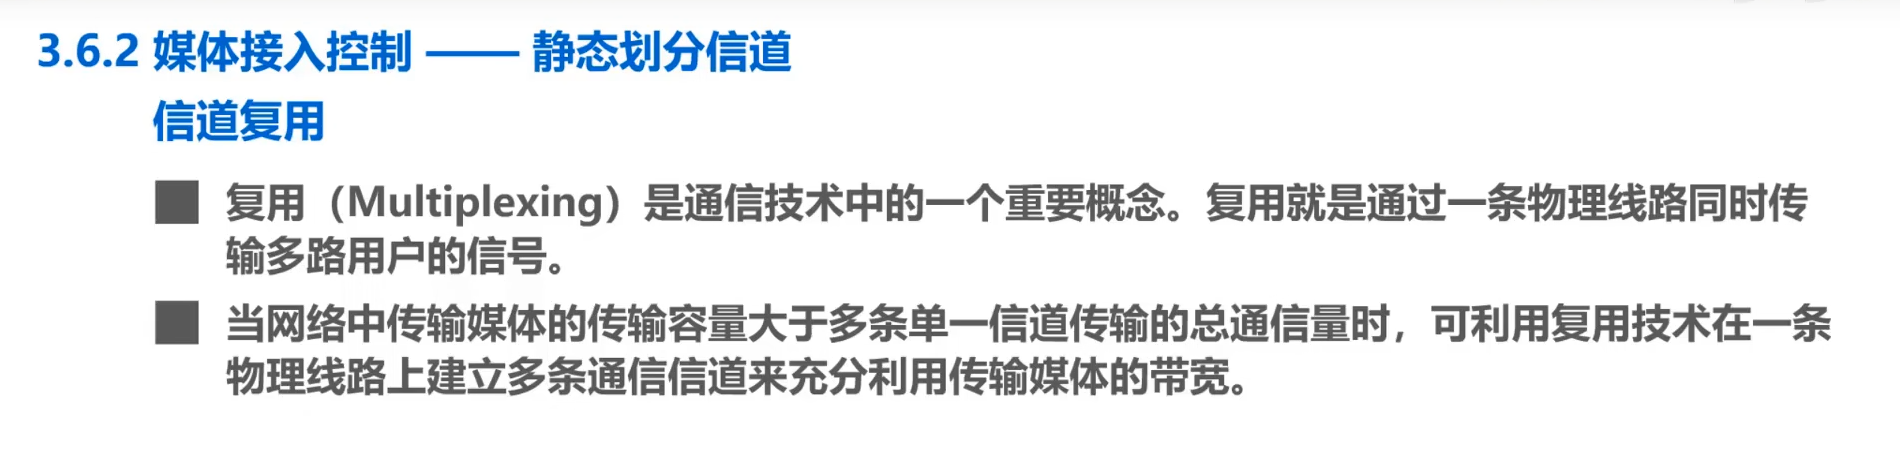 3.6.2 媒体接入控制 —— 静态划分信道
信道复用
复用（Multiplexing）是通信技术中的一个重要概念。复用就是通过一条物理线路同时传
输多路用户的信号。
当网络中传输媒体的传输容量大于多条单一信道传输的总通信量时，可利用复用技术在一条
物理线路上建立多条通信信道来充分利用传输媒体的带宽。